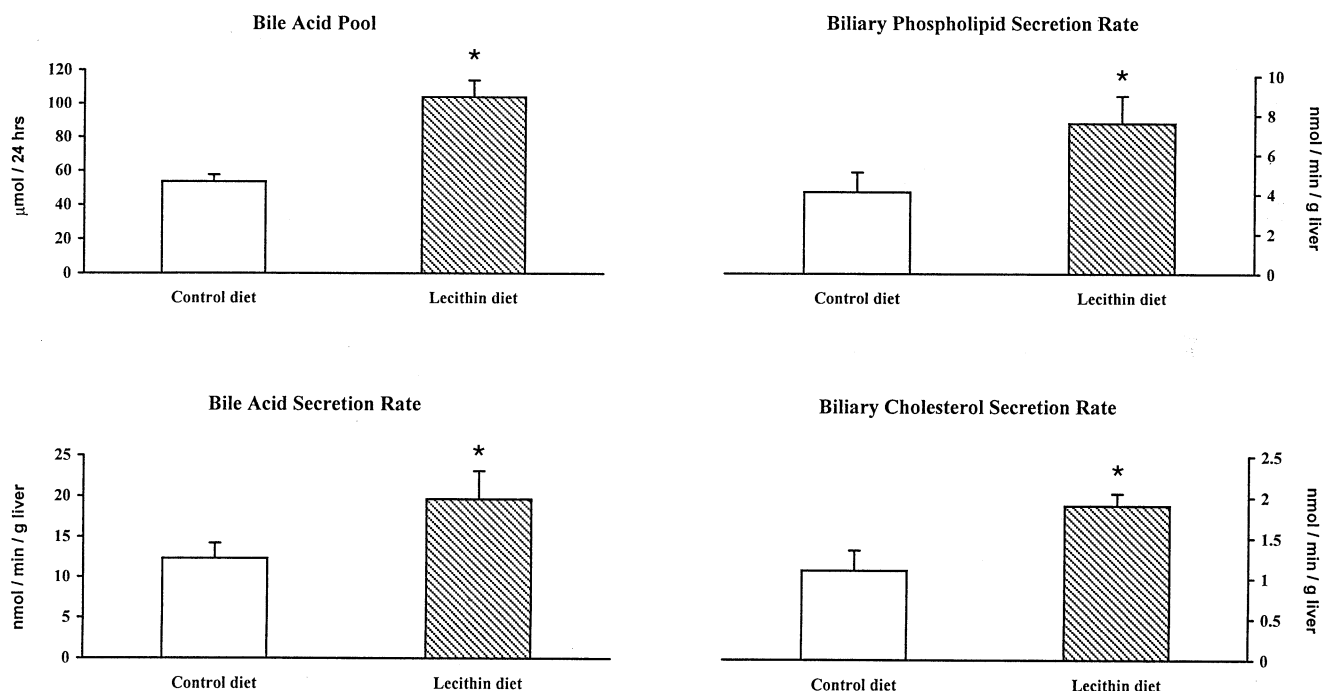 Bile Acid Pool
*
120
100
80
60
40
20
0
μmol / 24 hrs
Control diet
Lecithin diet
Biliary Phospholipid Secretion Rate
*
10
8
6
4
2
0
nmol / min / g liver
Control diet
Lecithin diet
Bile Acid Secretion Rate
*
25
20
15
10
5
0
nmol / min / g liver
Control diet
Lecithin diet
Biliary Cholesterol Secretion Rate
*
2.5
2
1.5
1
0.5
0
nmol / min / g liver
Control diet
Lecithin diet